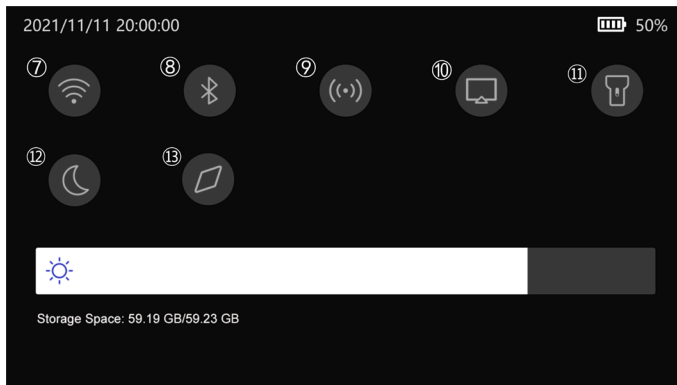 2021/11/11 20:00:00 50%
⑦ ⑧ ⑨ ⑩ ⑪
⑫ ⑬
Storage Space: 59.19 GB/59.23 GB